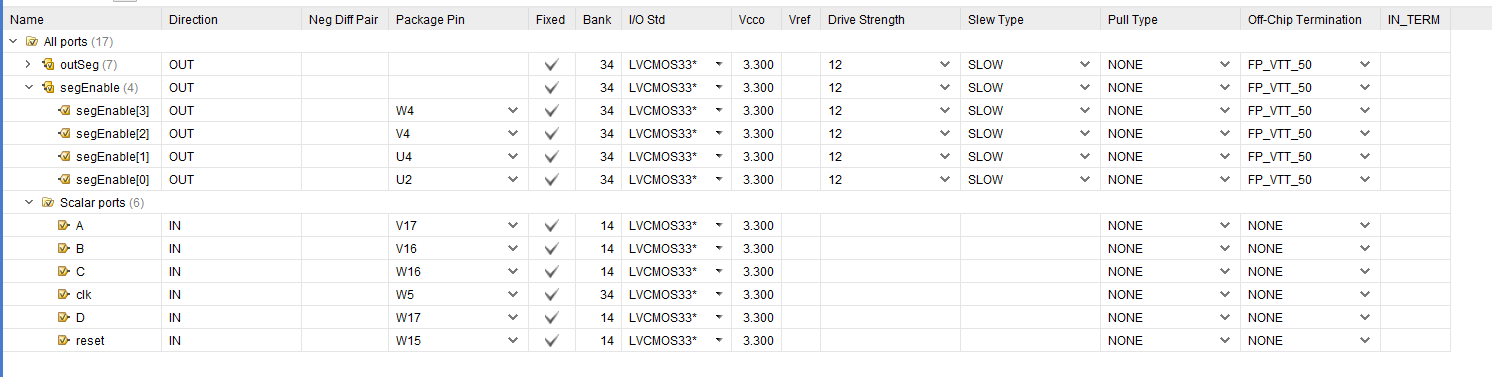 Name Direction Neg Diff Pair Package Pin Fixed Bank I/O Std Vcco Vref Drive Strength Slew Type Pull Type Off-Chip Termination IN_TERM
All ports (17)
outSeg (7) OUT 34 LVCMOS33* 3.300 12 SLOW NONE FP_VTT_50
segEnable (4) OUT 34 LVCMOS33* 3.300 12 SLOW NONE FP_VTT_50
segEnable[3] OUT W4 34 LVCMOS33* 3.300 12 SLOW NONE FP_VTT_50
segEnable[2] OUT V4 34 LVCMOS33* 3.300 12 SLOW NONE FP_VTT_50
segEnable[1] OUT U4 34 LVCMOS33* 3.300 12 SLOW NONE FP_VTT_50
segEnable[0] OUT U2 34 LVCMOS33* 3.300 12 SLOW NONE FP_VTT_50
Scalar ports (6)
A IN V17 14 LVCMOS33* 3.300 NONE NONE
B IN V16 14 LVCMOS33* 3.300 NONE NONE
C IN W16 14 LVCMOS33* 3.300 NONE NONE
clk IN W5 34 LVCMOS33* 3.300 NONE NONE
D IN W17 14 LVCMOS33* 3.300 NONE NONE
reset IN W15 14 LVCMOS33* 3.300 NONE NONE